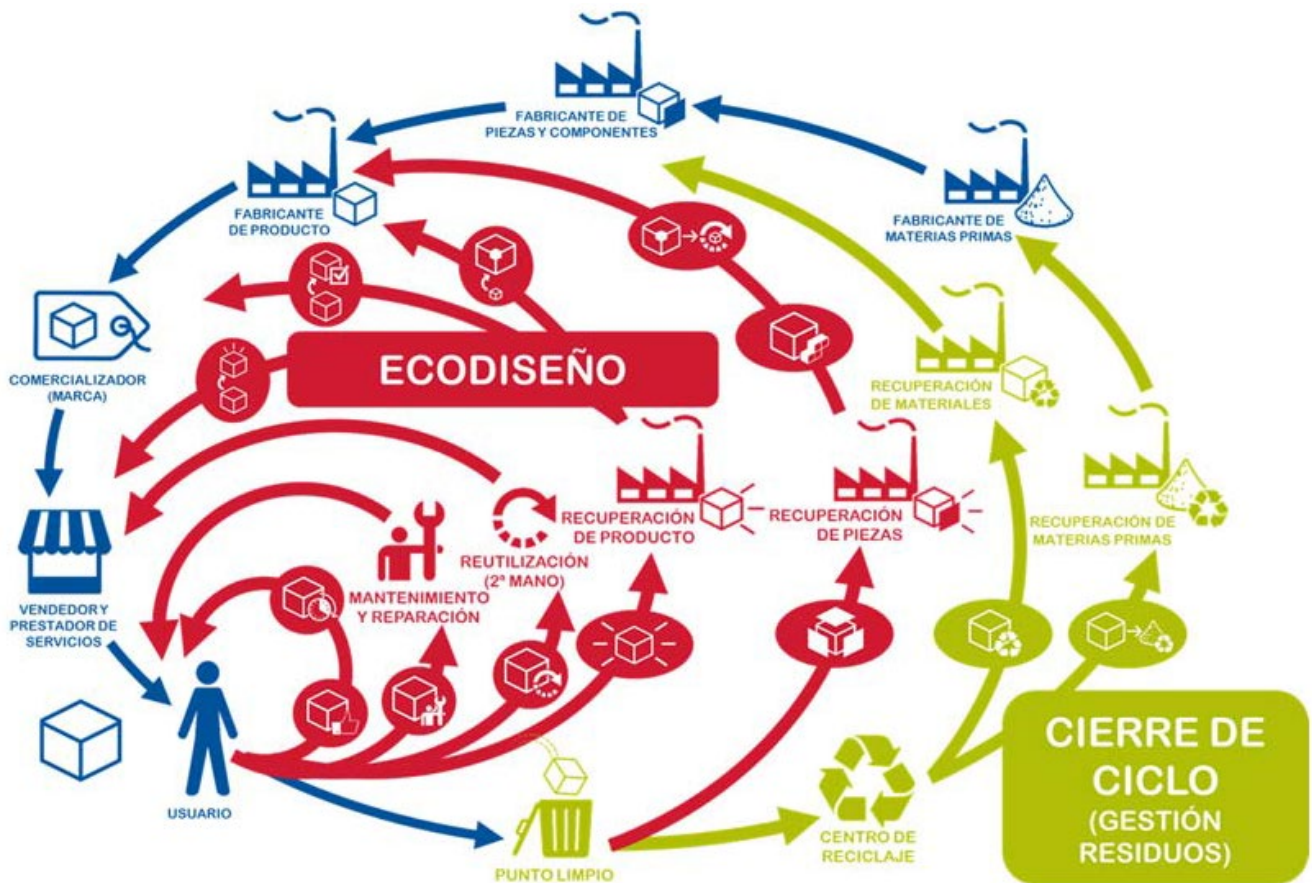 FABRICANTE DE
PIEZAS Y COMPONENTES
FABRICANTE
DE PRODUCTO
FABRICANTE DE
MATERIAS PRIMAS
COMERCIALIZADOR
(MARCA)
ECODISEÑO
RECUPERACIÓN
DE MATERIALES
RECUPERACIÓN
DE PRODUCTO
RECUPERACIÓN
DE PIEZAS
RECUPERACIÓN DE
MATERIAS PRIMAS
REUTILIZACIÓN
(2ª MANO)
MANTENIMIENTO
Y REPARACIÓN
VENDEDOR Y
PRESTADOR DE
SERVICIOS
USUARIO
PUNTO LIMPIO
CENTRO DE
RECICLAJE
CIERRE DE
CICLO
(GESTIÓN
RESIDUOS)